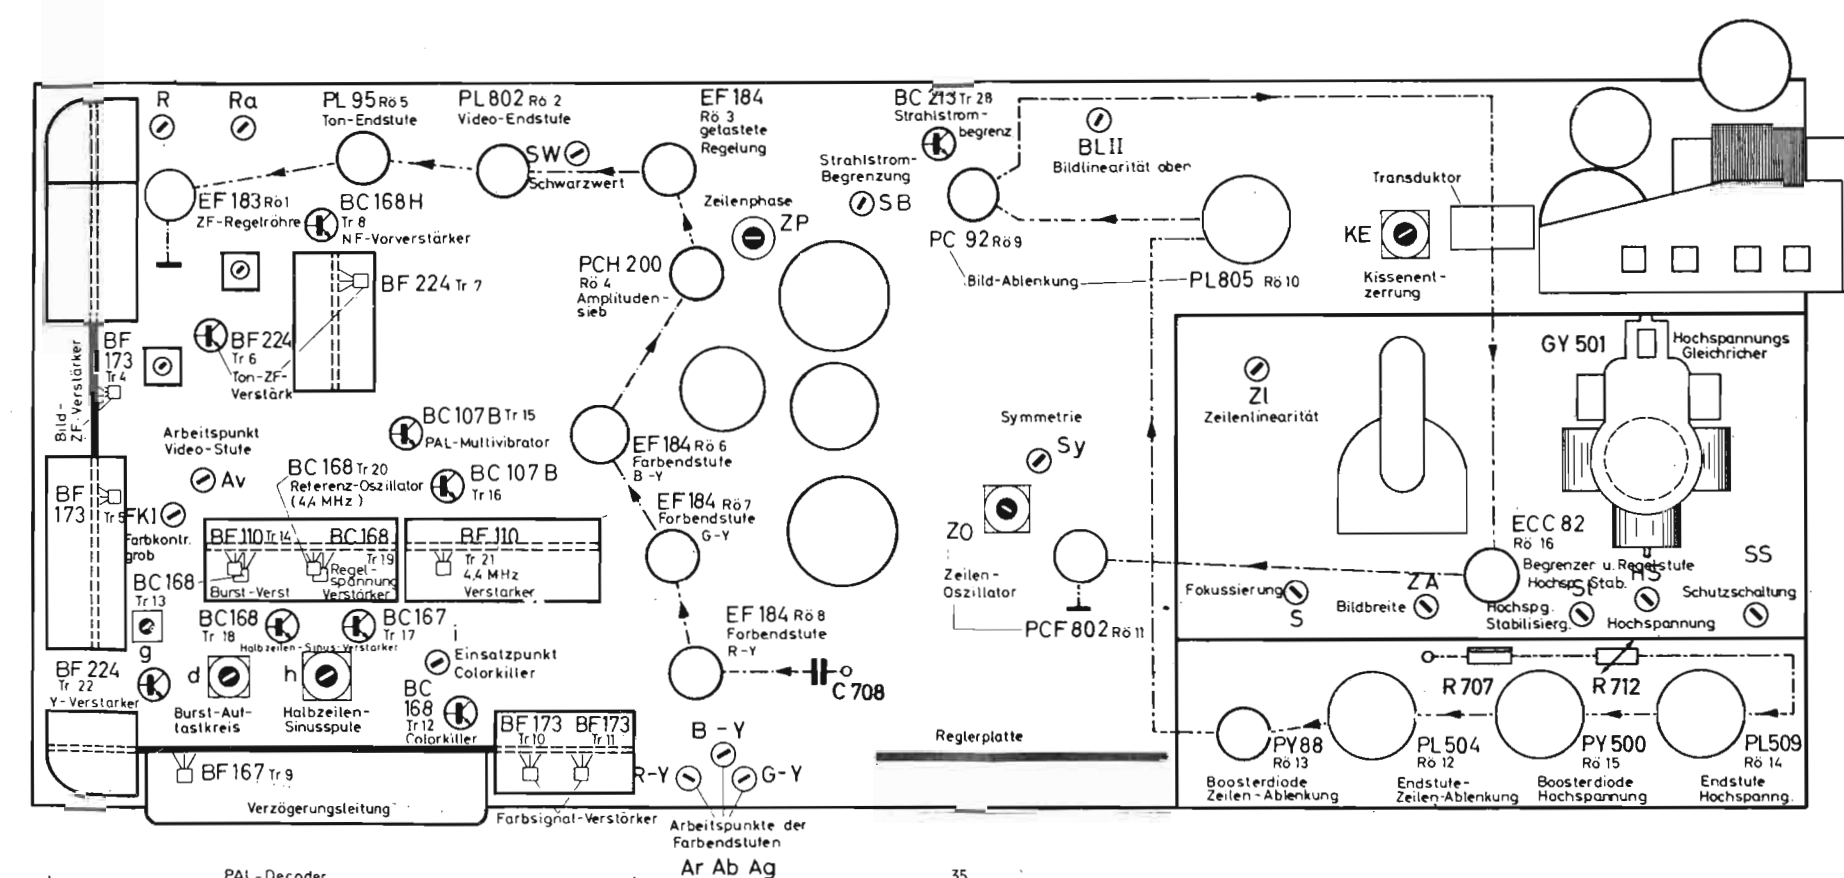 R
Ra
PL 95 Rö 5
Ton-Endstufe
PL 802 Rö 2
Video-Endstufe
EF 184
Rö 3
getastete
Regelung
BC 213 Tr 28
Strahlstrom-
begrenz
BL II
Bildlinearität oben
SW
Schwarzwert
Strahlstrom-
Begrenzung
SB
EF 183 Rö 1
ZF-Regelröhre
BC 168 H
Tr 8
NF-Vorverstärker
Zeilenphase
ZP
PC 92 Rö 9
Bild-Ablenkung
PL 805 Rö 10
Transduktor
KE
Kissenent-
zerrung
BF 224 Tr 7
PCH 200
Rö 4
Amplituden-
sieb
BF
173
Tr 4
Bild-
ZF-Verstärker
BF 224
Tr 6
Ton-ZF-
Verstärk
GY 501
Hochspannungs
Gleichricher
Zl
Zeilenlinearität
BC 107 B Tr 15
PAL-Multivibrator
Symmetrie
Sy
Arbeitspunkt
Video-Stufe
Av
EF 184 Rö 6
Farbendstufe
B-Y
BC 168 Tr 20
Referenz-Oszillator
(4,4 MHz)
BC 107 B
Tr 16
BF
173
Tr 5
FKI
Farbkontr.
grob
EF 184 Rö 7
Farbendstufe
G-Y
ZO
Zeilen-
Oszillator
PCF 802 Rö 11
ECC 82
Rö 16
Begrenzer u. Regelstufe
Hochsp. Stab.
SS
Schutzschaltung
BF 110 Tr 14
BC 168
Tr 19
Regel-
spannung
Verstärker
Burst-Verst
BF 110
Tr 21
4,4 MHz
Verstärker
BC 168
Tr 13
Fokussierung
S
ZA
Bildbreite
St
Hochspg.
Stabilisierg.
HS
Hochspannung
BC 168
Tr 18
BC 167
Tr 17
Halbzeilen-Sinus-Verstärker
i
Einsatzpunkt
Colorkiller
EF 184 Rö 8
Farbendstufe
R-Y
g
BF 224
Tr 22
Y-Verstärker
d
Burst-Auf-
tastkreis
h
Halbzeilen-
Sinusspule
BC
168
Tr 12
Colorkiller
C 708
R 707
R 712
BF 173
Tr 10
BF 173
Tr 11
B-Y
R-Y
G-Y
Reglerplatte
PY 88
Rö 13
Boosterdiode
Zeilen-Ablenkung
PL 504
Rö 12
Endstufe-
Zeilen-Ablenkung
PY 500
Rö 15
Boosterdiode
Hochspannung
PL 509
Rö 14
Endstufe
Hochspanng.
BF 167 Tr 9
Verzögerungsleitung
Farbsignal-Verstörker
Arbeitspunkte der
Farbendstufen
Ar Ab Ag
PAL-Decoder
35